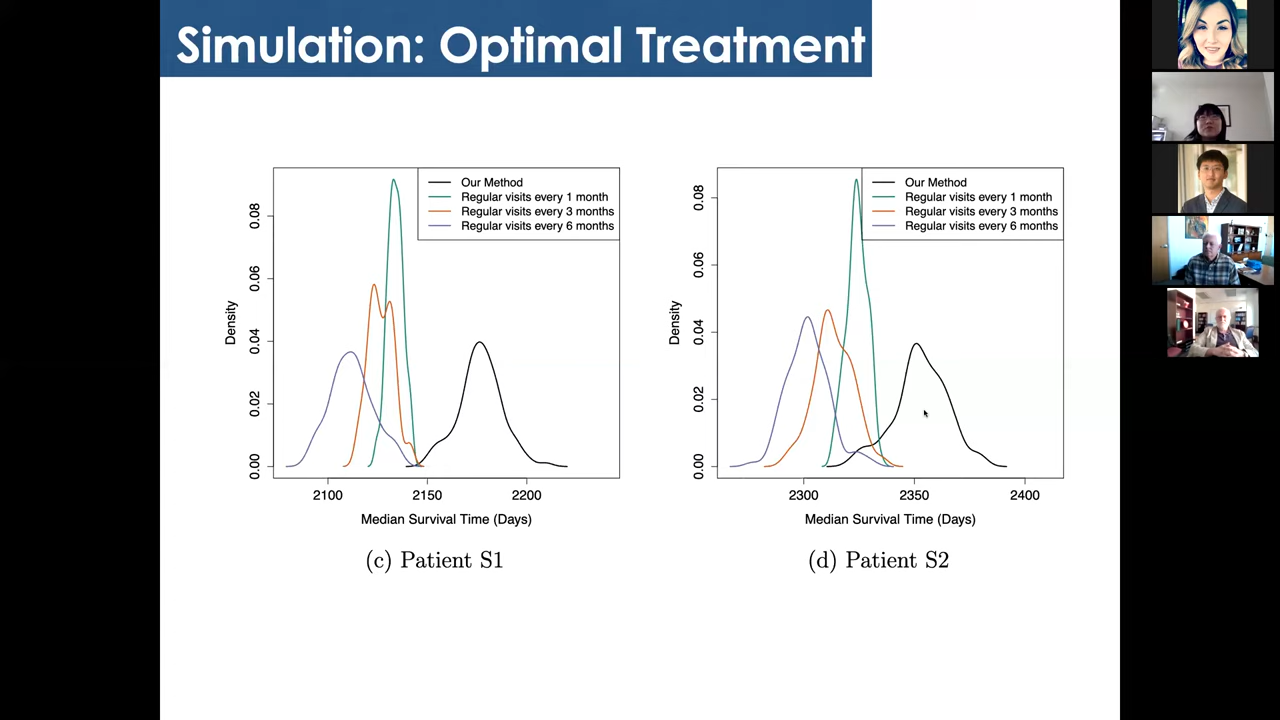 Simulation: Optimal Treatment
Our Method
Regular visits every 1 month
Regular visits every 3 months
Regular visits every 6 months
Density
0.00 0.02 0.04 0.06 0.08
2100 2150 2200
Median Survival Time (Days)
(c) Patient S1
Our Method
Regular visits every 1 month
Regular visits every 3 months
Regular visits every 6 months
Density
0.00 0.02 0.04 0.06 0.08
2300 2350 2400
Median Survival Time (Days)
(d) Patient S2